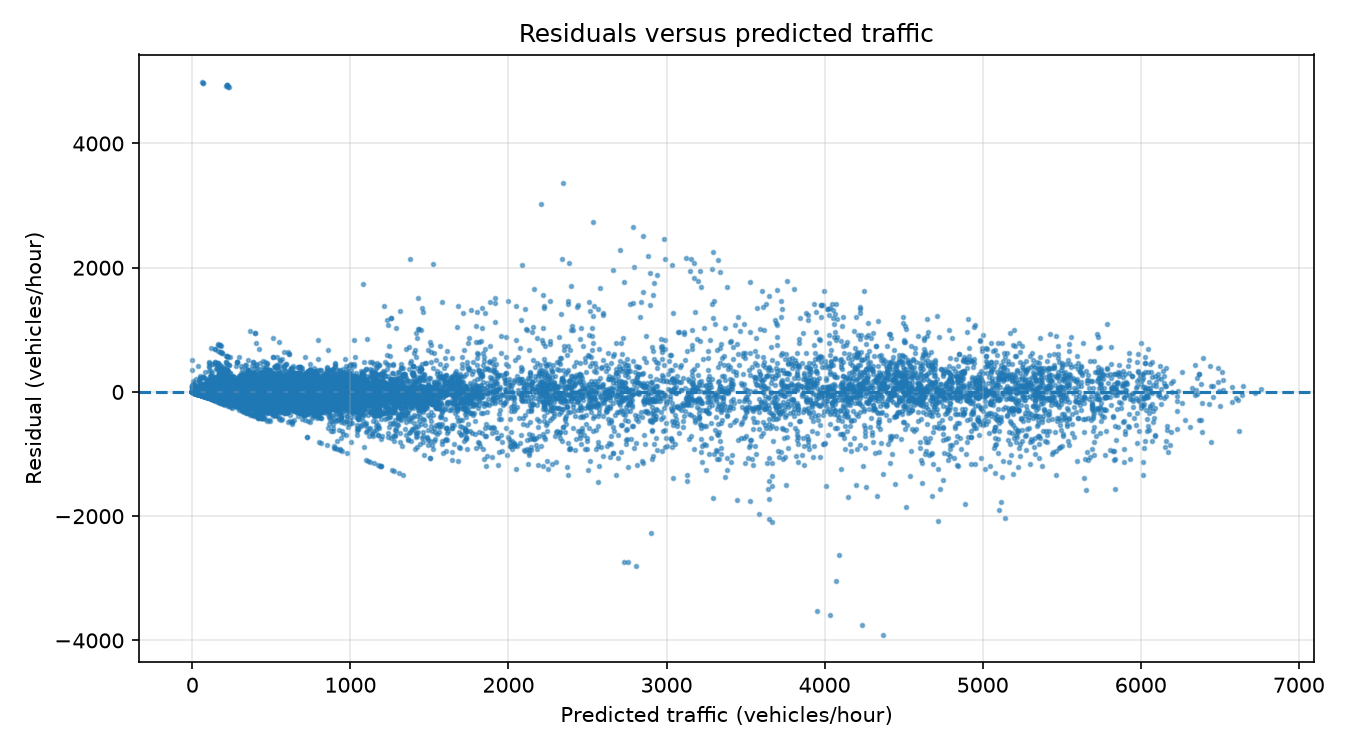 Residuals versus predicted traffic
Residual (vehicles/hour)
4000
2000
0
−2000
−4000
0 1000 2000 3000 4000 5000 6000 7000
Predicted traffic (vehicles/hour)